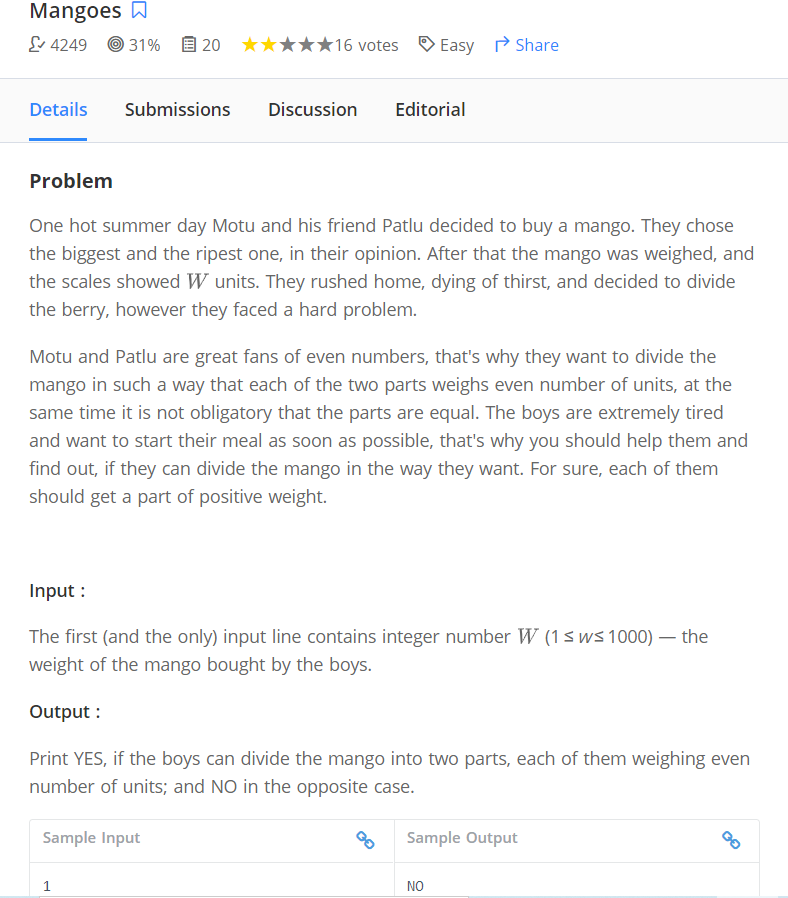 Mangoes
4249 31% 20 16 votes Easy Share
Details Submissions Discussion Editorial
Problem
One hot summer day Motu and his friend Patlu decided to buy a mango. They chose
the biggest and the ripest one, in their opinion. After that the mango was weighed, and
the scales showed W units. They rushed home, dying of thirst, and decided to divide
the berry, however they faced a hard problem.
Motu and Patlu are great fans of even numbers, that's why they want to divide the
mango in such a way that each of the two parts weighs even number of units, at the
same time it is not obligatory that the parts are equal. The boys are extremely tired
and want to start their meal as soon as possible, that's why you should help them and
find out, if they can divide the mango in the way they want. For sure, each of them
should get a part of positive weight.
Input :
The first (and the only) input line contains integer number W (1 ≤ w≤ 1000) — the
weight of the mango bought by the boys.
Output :
Print YES, if the boys can divide the mango into two parts, each of them weighing even
number of units; and NO in the opposite case.
Sample Input Sample Output
1 NO